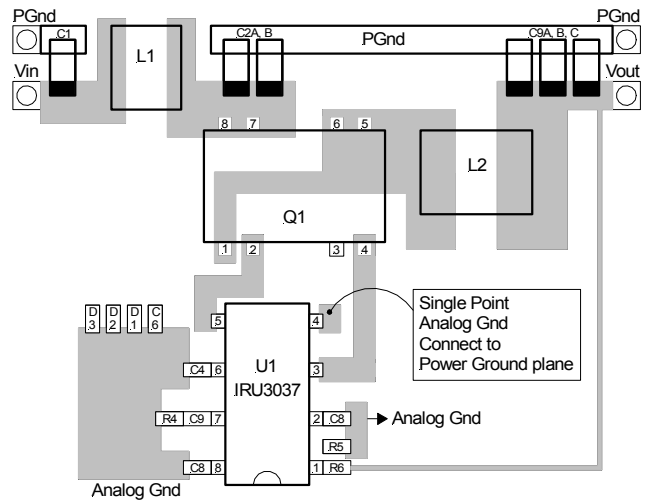 PGnd
PGnd
C1
C2A, B
PGnd
C9A, B, C
L1
Vin
Vout
8 7 6 5
L2
Q1
1 2 3 4
D3 D2 D1 C6
5
4
Single Point
Analog Gnd
Connect to
Power Ground plane
U1
IRU3037
C4 6
3
R4 C9 7
2 C8
Analog Gnd
R5
C8 8
1 R6
Analog Gnd